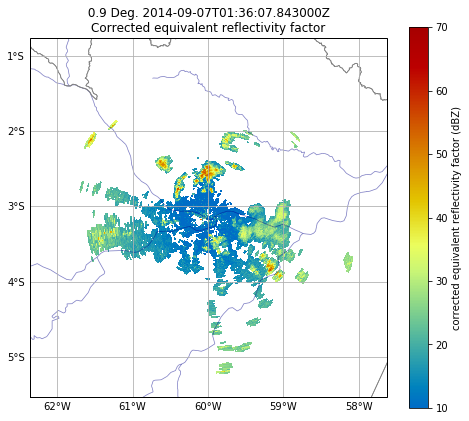 0.9 Deg. 2014-09-07T01:36:07.843000Z
Corrected equivalent reflectivity factor
1°S
2°S
3°S
4°S
5°S
62°W 61°W 60°W 59°W 58°W
70
60
50
40
30
20
10
corrected equivalent reflectivity factor (dBZ)